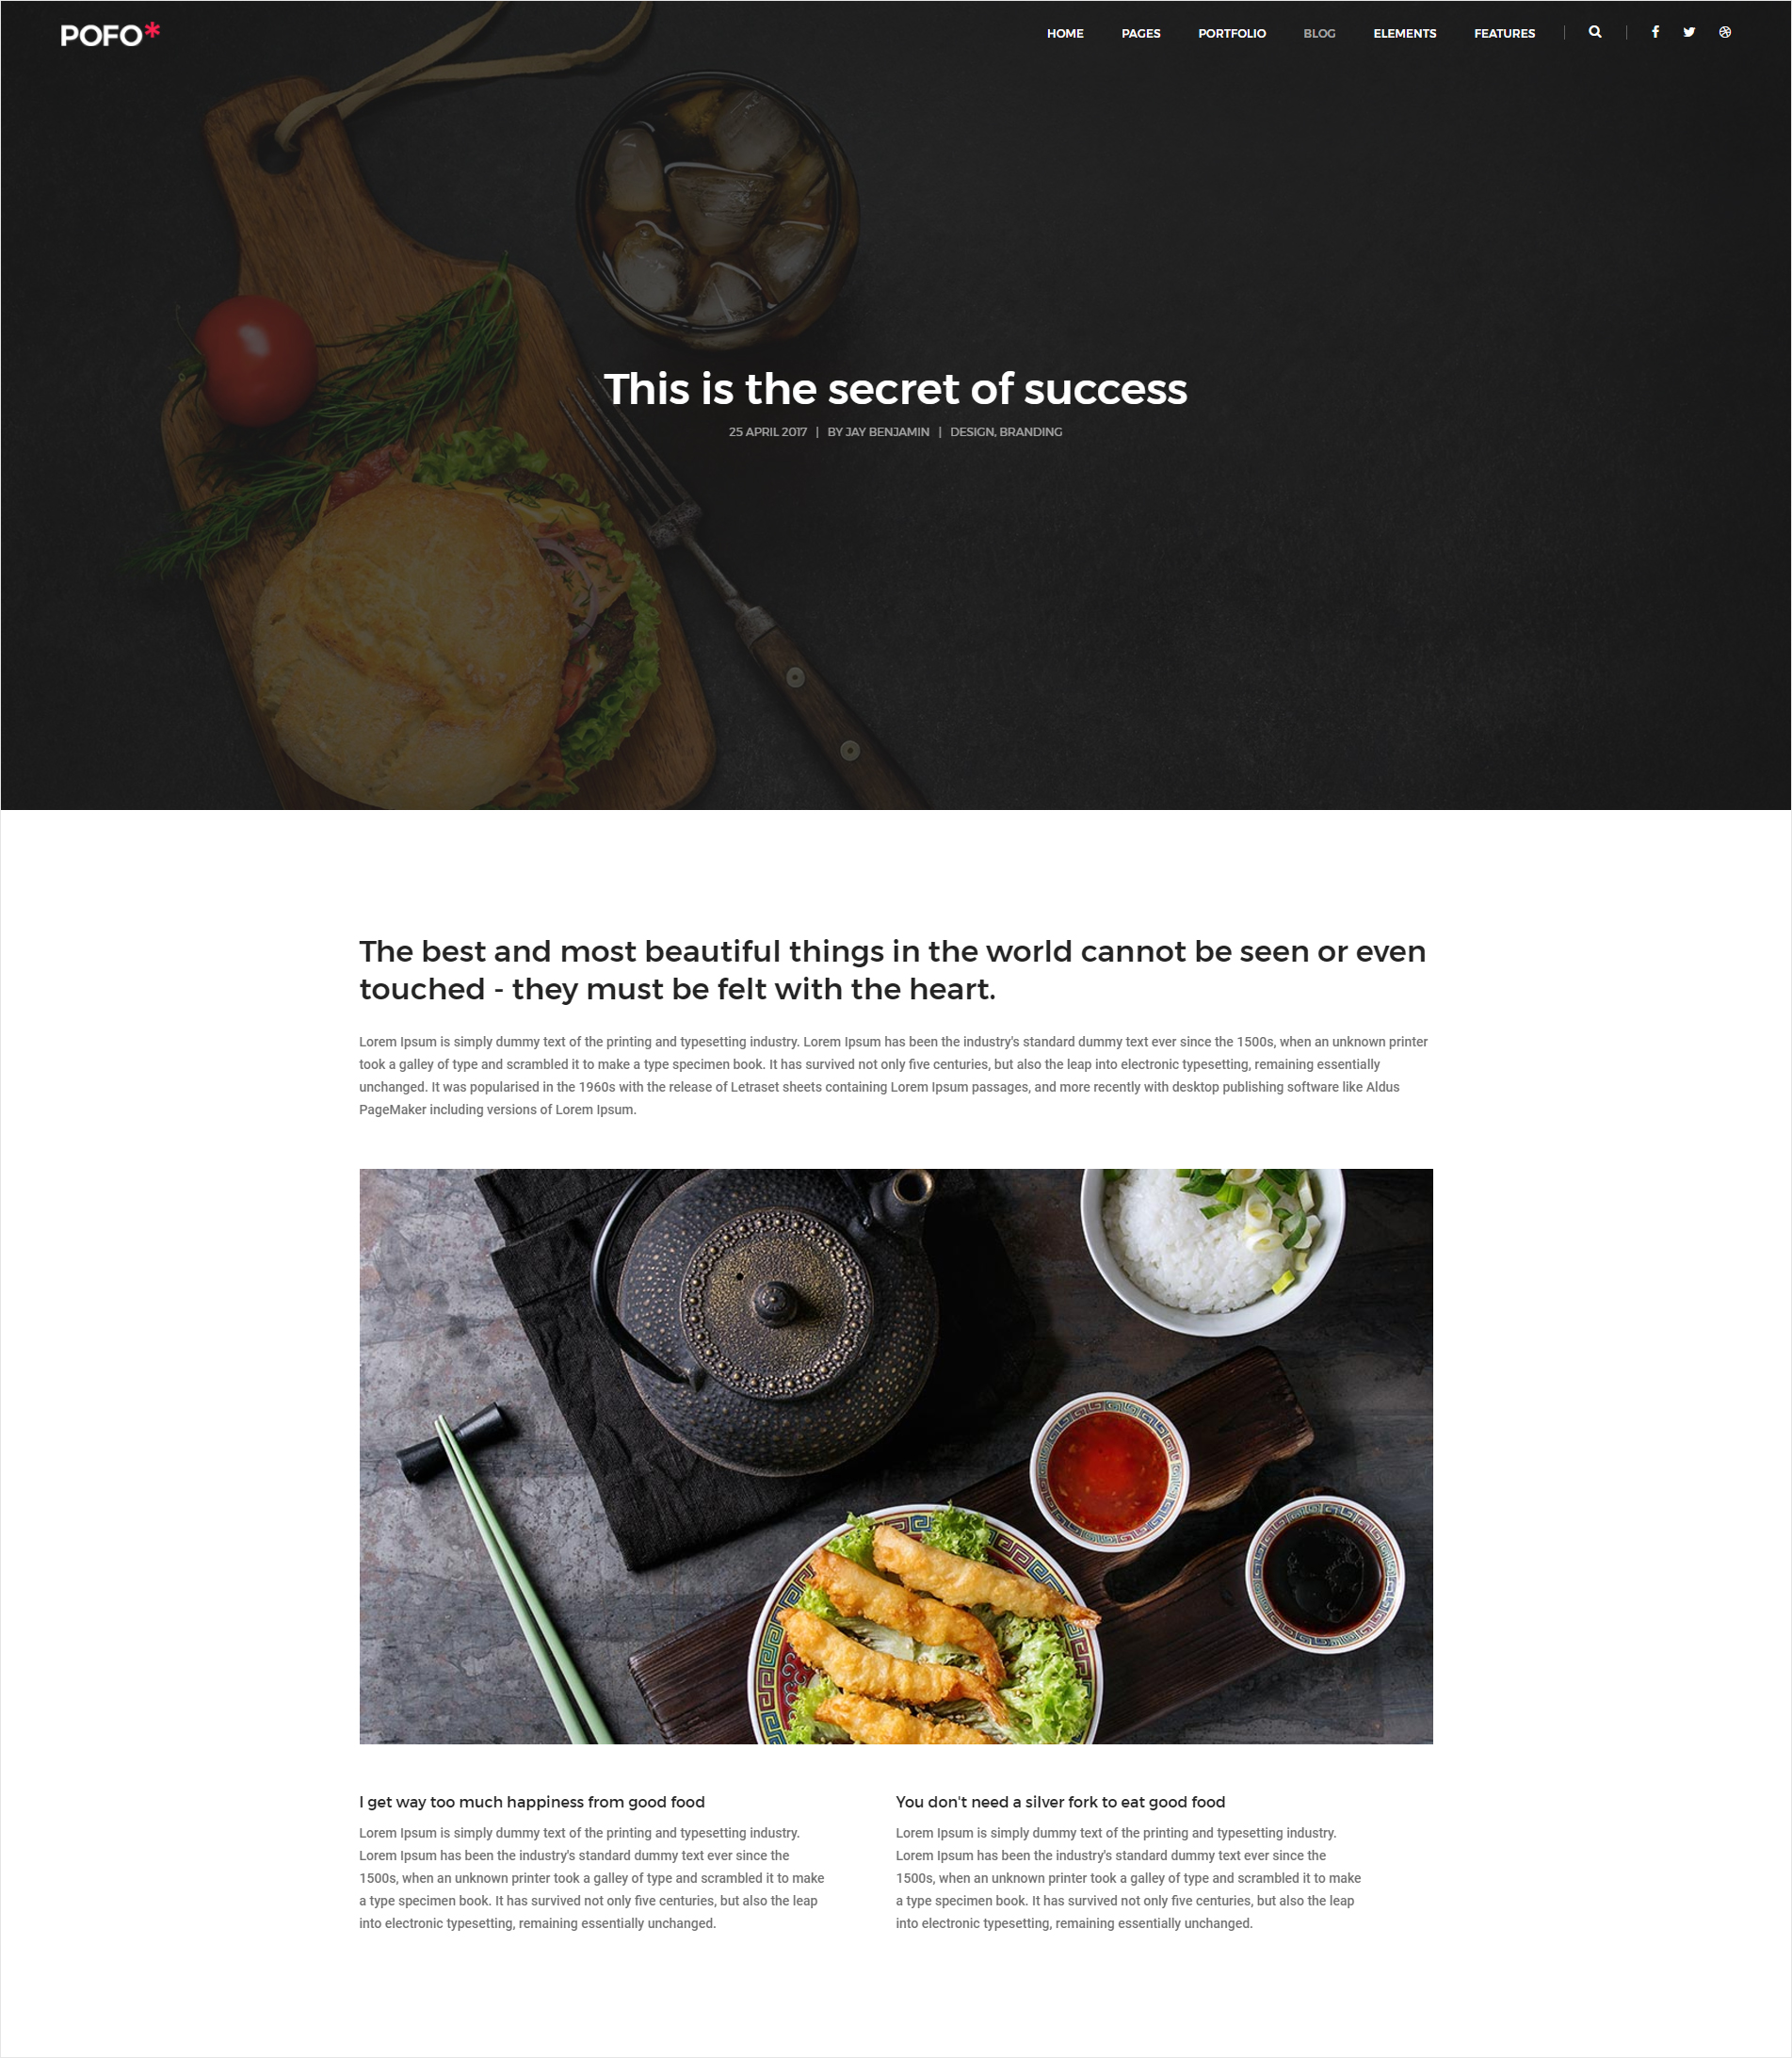 POFO*
HOME PAGES PORTFOLIO BLOG ELEMENTS FEATURES
This is the secret of success
25 APRIL 2017 | BY JAY BENJAMIN | DESIGN, BRANDING
The best and most beautiful things in the world cannot be seen or even
touched - they must be felt with the heart.
Lorem Ipsum is simply dummy text of the printing and typesetting industry. Lorem Ipsum has been the industry's standard dummy text ever since the 1500s, when an unknown printer
took a galley of type and scrambled it to make a type specimen book. It has survived not only five centuries, but also the leap into electronic typesetting, remaining essentially
unchanged. It was popularised in the 1960s with the release of Letraset sheets containing Lorem Ipsum passages, and more recently with desktop publishing software like Aldus
PageMaker including versions of Lorem Ipsum.
I get way too much happiness from good food
Lorem Ipsum is simply dummy text of the printing and typesetting industry.
Lorem Ipsum has been the industry's standard dummy text ever since the
1500s, when an unknown printer took a galley of type and scrambled it to make
a type specimen book. It has survived not only five centuries, but also the leap
into electronic typesetting, remaining essentially unchanged.
You don't need a silver fork to eat good food
Lorem Ipsum is simply dummy text of the printing and typesetting industry.
Lorem Ipsum has been the industry's standard dummy text ever since the
1500s, when an unknown printer took a galley of type and scrambled it to make
a type specimen book. It has survived not only five centuries, but also the leap
into electronic typesetting, remaining essentially unchanged.